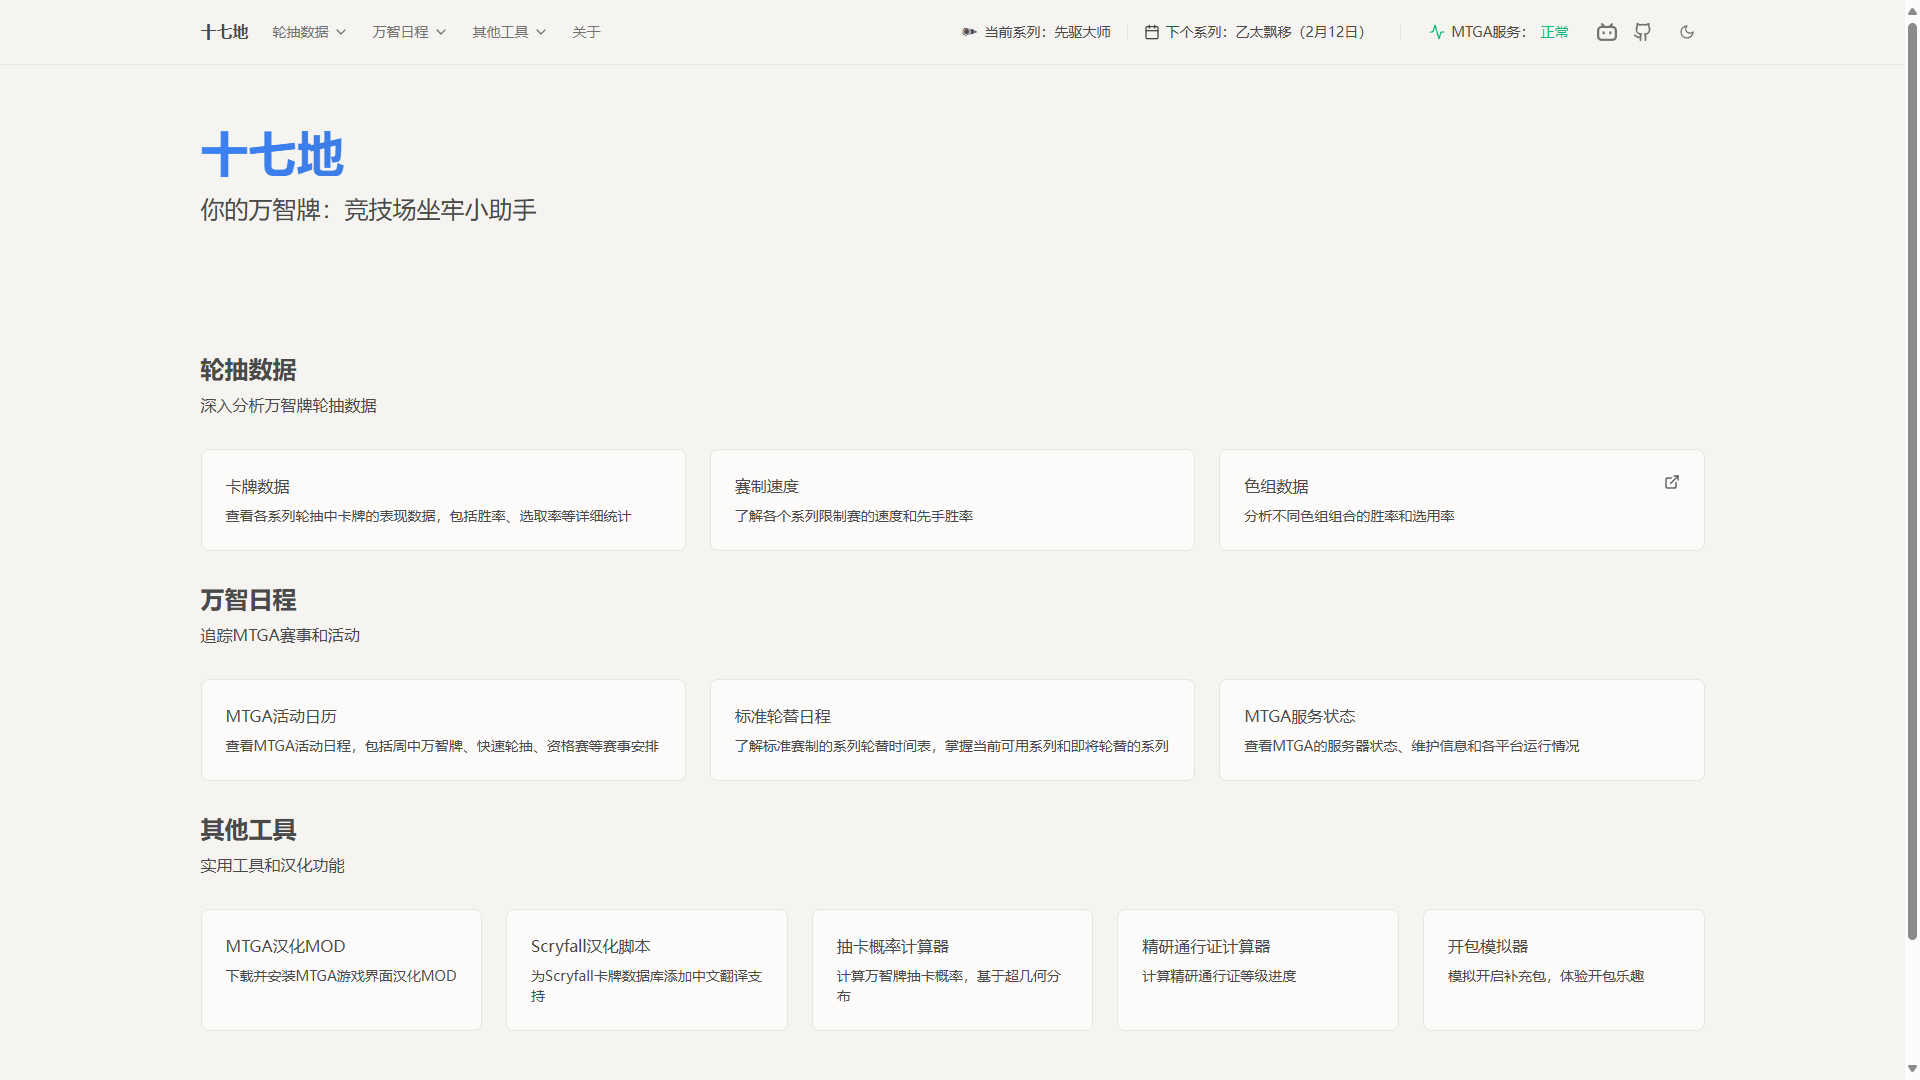 十七地
轮抽数据
万智日程
其他工具
关于
当前系列：先驱大师
下个系列：乙太飘移（2月12日）
MTGA服务： 正常
十七地
你的万智牌：竞技场坐牢小助手
轮抽数据
深入分析万智牌轮抽数据
卡牌数据
查看各系列轮抽中卡牌的表现数据，包括胜率、选取率等详细统计
赛制速度
了解各个系列限制赛的速度和先手胜率
色组数据
分析不同色组组合的胜率和选用率
万智日程
追踪MTGA赛事和活动
MTGA活动日历
查看MTGA活动日程，包括周中万智牌、快速轮抽、资格赛等赛事安排
标准轮替日程
了解标准赛制的系列轮替时间表，掌握当前可用系列和即将轮替的系列
MTGA服务状态
查看MTGA的服务器状态、维护信息和各平台运行情况
其他工具
实用工具和汉化功能
MTGA汉化MOD
下载并安装MTGA游戏界面汉化MOD
Scryfall汉化脚本
为Scryfall卡牌数据库添加中文翻译支
持
抽卡概率计算器
计算万智牌抽卡概率，基于超几何分
布
精研通行证计算器
计算精研通行证等级进度
开包模拟器
模拟开启补充包，体验开包乐趣